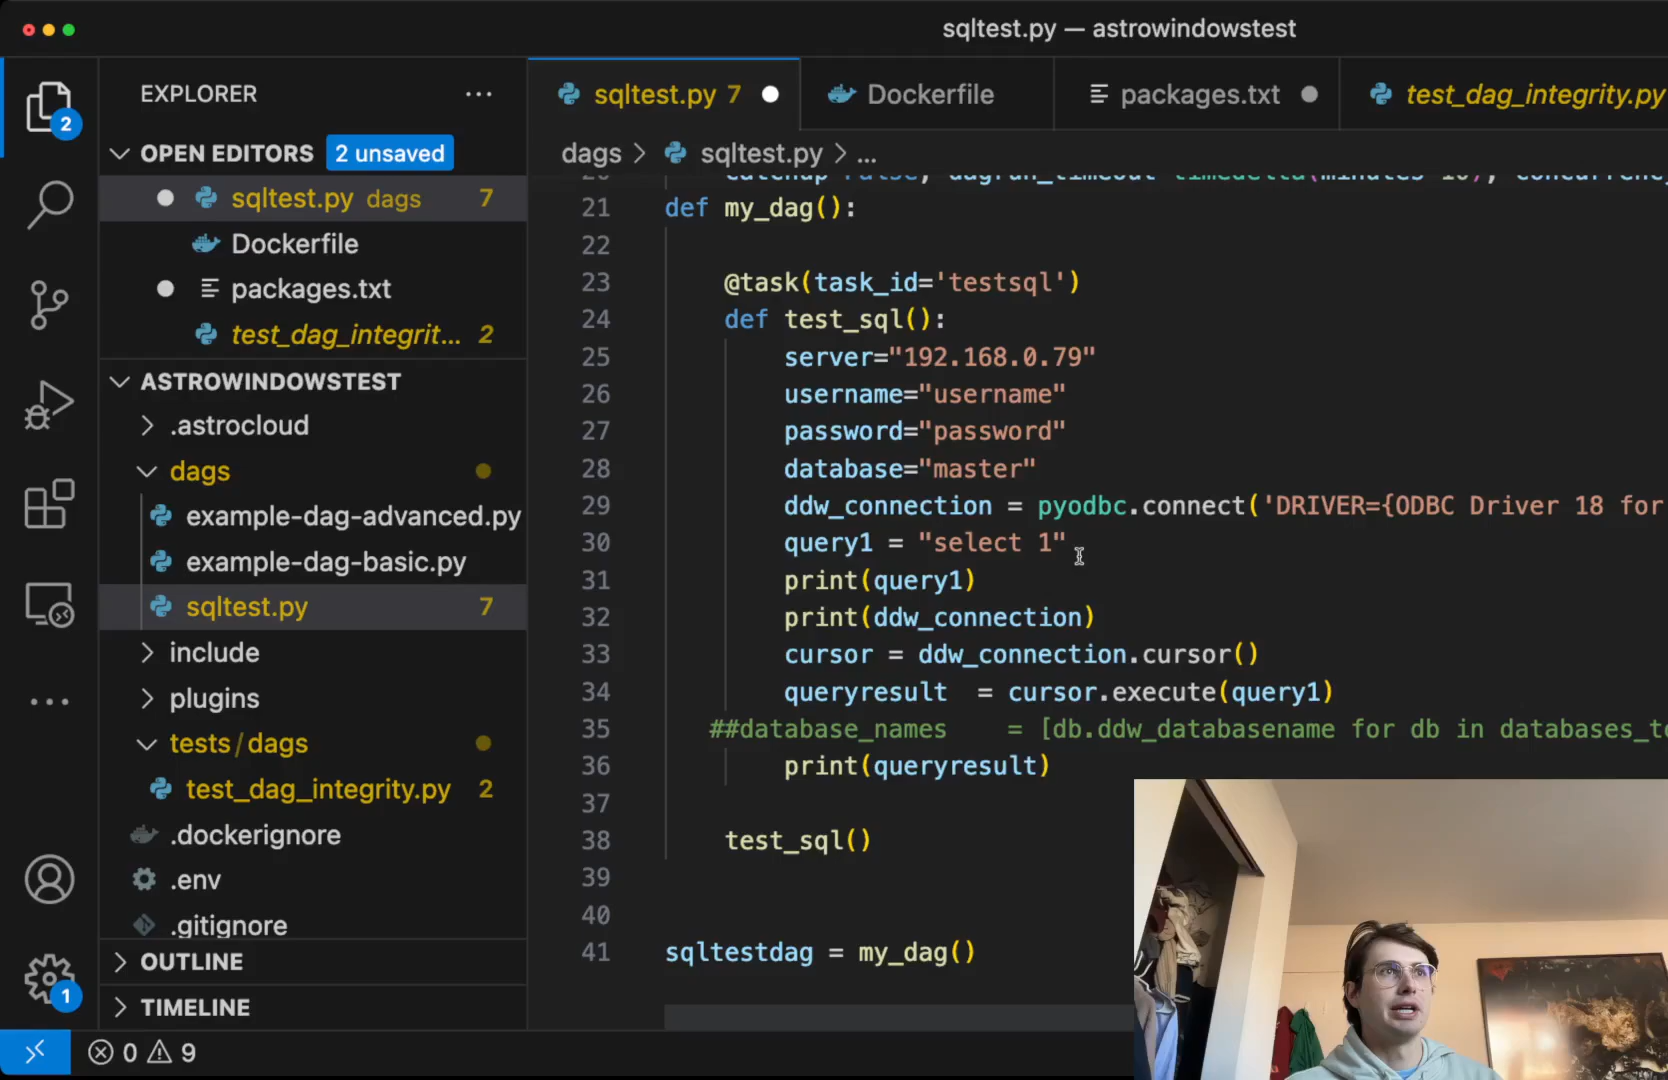 sqltest.py — astrowindowstest
EXPLORER
OPEN EDITORS 2 unsaved
sqltest.py dags 7
Dockerfile
packages.txt
test_dag_integrit... 2
ASTROWINDOWSTEST
.astrocloud
dags
example-dag-advanced.py
example-dag-basic.py
sqltest.py 7
include
plugins
tests/dags
test_dag_integrity.py 2
.dockerignore
.env
.gitignore
OUTLINE
TIMELINE
2
1
0 9
sqltest.py 7 Dockerfile packages.txt test_dag_integrity.py
dags > sqltest.py > ...
21 def my_dag():
22
23 @task(task_id='testsql')
24 def test_sql():
25 server="192.168.0.79"
26 username="username"
27 password="password"
28 database="master"
29 ddw_connection = pyodbc.connect('DRIVER={ODBC Driver 18 for
30 query1 = "select 1"
31 print(query1)
32 print(ddw_connection)
33 cursor = ddw_connection.cursor()
34 queryresult  = cursor.execute(query1)
35 ##database_names    = [db.ddw_databasename for db in databases_to
36 print(queryresult)
37
38 test_sql()
39
40
41 sqltestdag = my_dag()